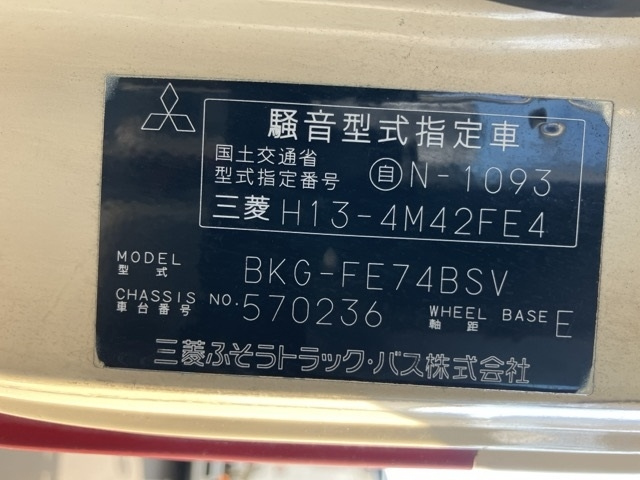 騒音型式指定車
国土交通省
型式指定番号 自N-1093
三菱 H13-4M42FE4
MODEL
型式 BKG-FE74BSV
CHASSIS NO.
車台番号 570236
WHEEL BASE
軸距 E
三菱ふそうトラック・バス株式会社